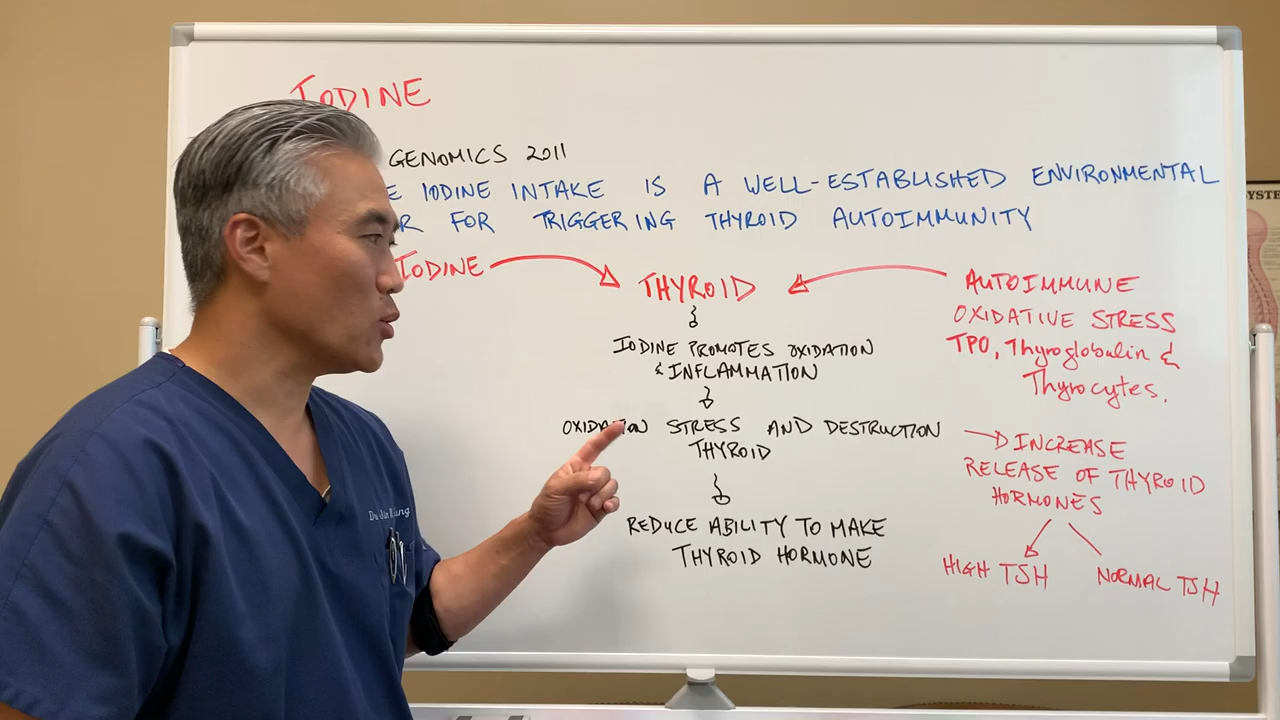 IODINE
GENOMICS 2011
E IODINE INTAKE IS A WELL-ESTABLISHED ENVIRONMENTAL
R FOR TRIGGERING THYROID AUTOIMMUNITY
IODINE
THYROID
IODINE PROMOTES OXIDATION
& INFLAMMATION
OXIDATION STRESS AND DESTRUCTION
THYROID
REDUCE ABILITY TO MAKE
THYROID HORMONE
AUTOIMMUNE
OXIDATIVE STRESS
TPO, Thyroglobulin &
Thyrocytes.
INCREASE
RELEASE OF THYROID
HORMONES
HIGH TSH
NORMAL TSH
YSTE
Dr.